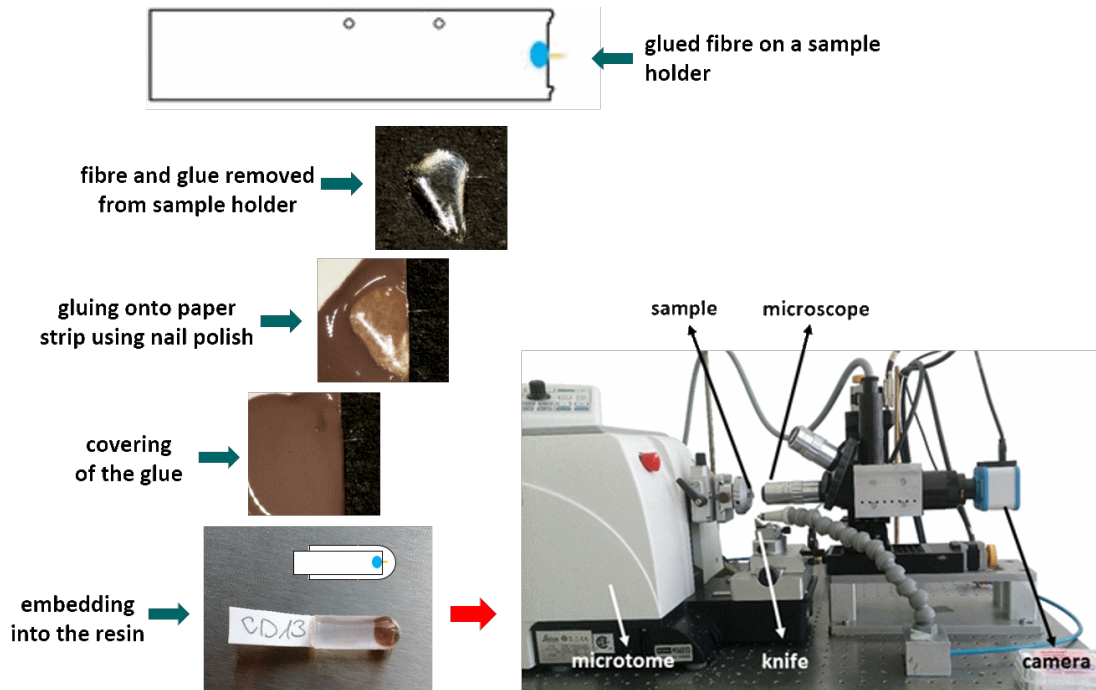 glued fibre on a sample
holder
fibre and glue removed
from sample holder
gluing onto paper
strip using nail polish
sample
microscope
covering
of the glue
embedding
into the resin
CD13
Leica
microtome
knife
camera